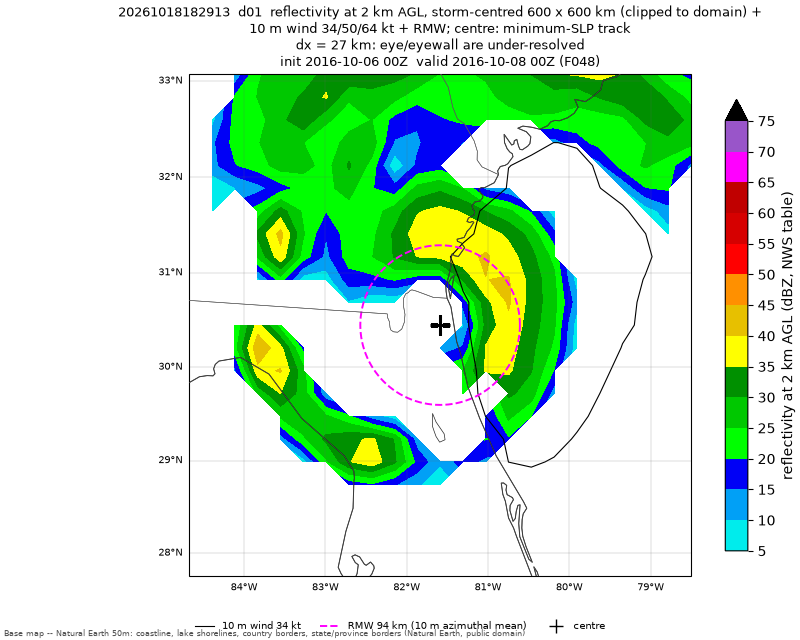 20261018182913  d01  reflectivity at 2 km AGL, storm-centred 600 x 600 km (clipped to domain) +
10 m wind 34/50/64 kt + RMW; centre: minimum-SLP track
dx = 27 km: eye/eyewall are under-resolved
init 2016-10-06 00Z  valid 2016-10-08 00Z (F048)
33°N
32°N
31°N
30°N
29°N
28°N
84°W 83°W 82°W 81°W 80°W 79°W
75
70
65
60
55
50
45
40
35
30
25
20
15
10
5
reflectivity at 2 km AGL (dBZ, NWS table)
10 m wind 34 kt RMW 94 km (10 m azimuthal mean) centre
Base map -- Natural Earth 50m: coastline, lake shorelines, country borders, state/province borders (Natural Earth, public domain)